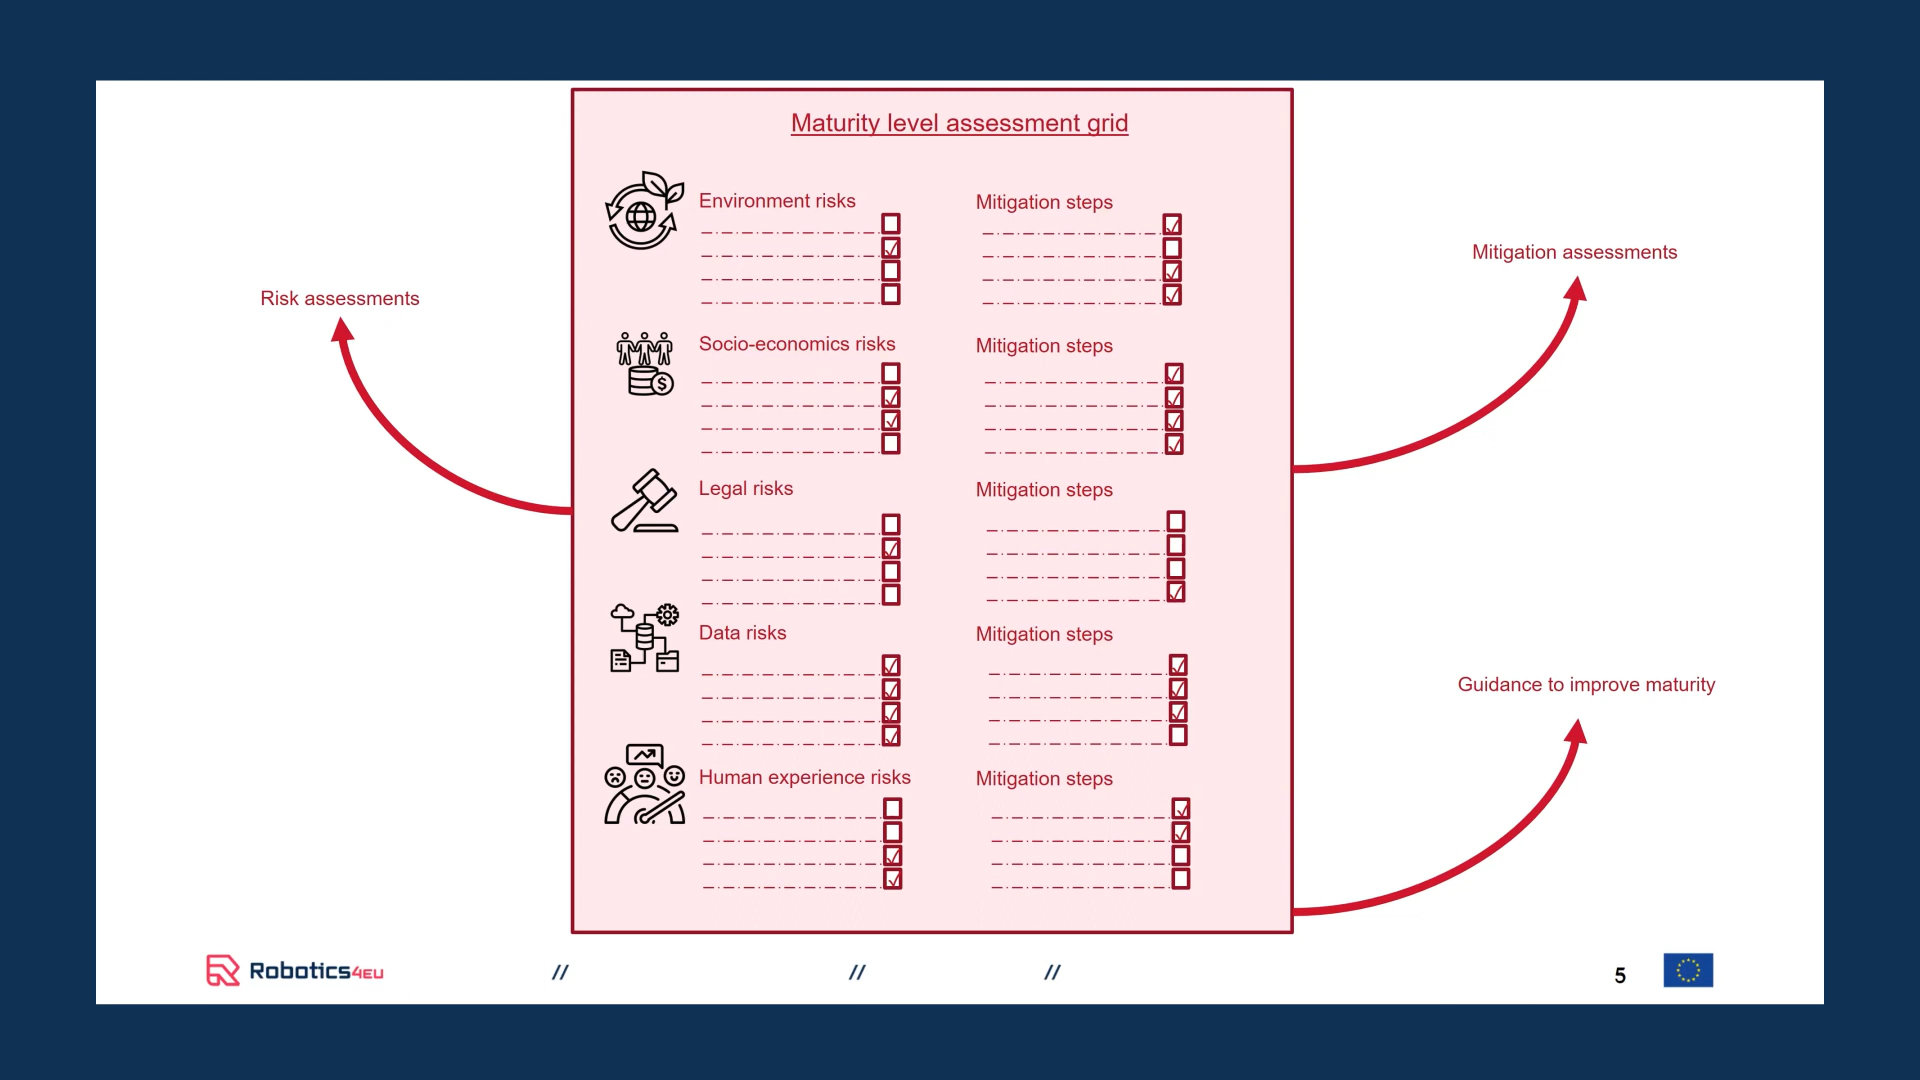 Maturity level assessment grid
Environment risks
Mitigation steps
Mitigation assessments
Risk assessments
Socio-economics risks
Mitigation steps
$
Legal risks
Mitigation steps
Data risks
Mitigation steps
Guidance to improve maturity
Human experience risks
Mitigation steps
Robotics4EU
// // //
5